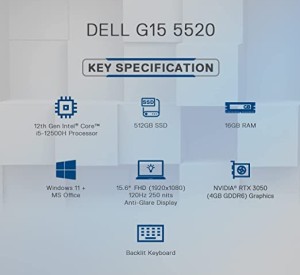 DELL G15 5520
KEY SPECIFICATION
12th Gen Intel® Core™
i5-12500H Processor
SSD
512GB SSD
16GB RAM
Windows 11 +
MS Office
15.6" FHD (1920x1080)
120Hz 250 nits
Anti-Glare Display
NVIDIA® RTX 3050
(4GB GDDR6) Graphics
Backlit Keyboard